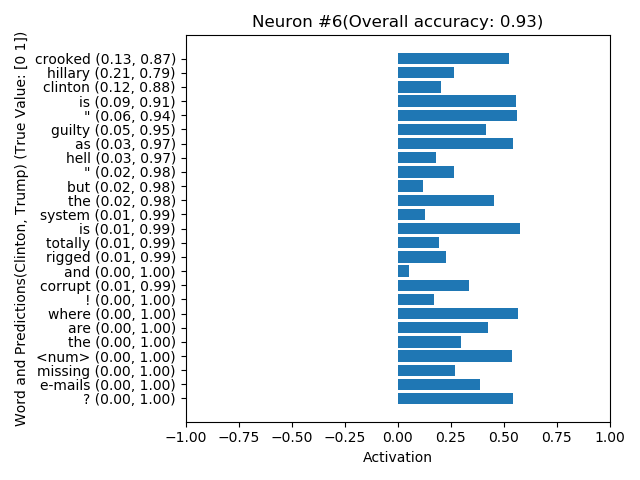 Neuron #6(Overall accuracy: 0.93)
Word and Predictions(Clinton, Trump) (True Value: [0 1])
crooked (0.13, 0.87)
hillary (0.21, 0.79)
clinton (0.12, 0.88)
is (0.09, 0.91)
" (0.06, 0.94)
guilty (0.05, 0.95)
as (0.03, 0.97)
hell (0.03, 0.97)
" (0.02, 0.98)
but (0.02, 0.98)
the (0.02, 0.98)
system (0.01, 0.99)
is (0.01, 0.99)
totally (0.01, 0.99)
rigged (0.01, 0.99)
and (0.00, 1.00)
corrupt (0.01, 0.99)
! (0.00, 1.00)
where (0.00, 1.00)
are (0.00, 1.00)
the (0.00, 1.00)
<num> (0.00, 1.00)
missing (0.00, 1.00)
e-mails (0.00, 1.00)
? (0.00, 1.00)
−1.00 −0.75 −0.50 −0.25 0.00 0.25 0.50 0.75 1.00
Activation